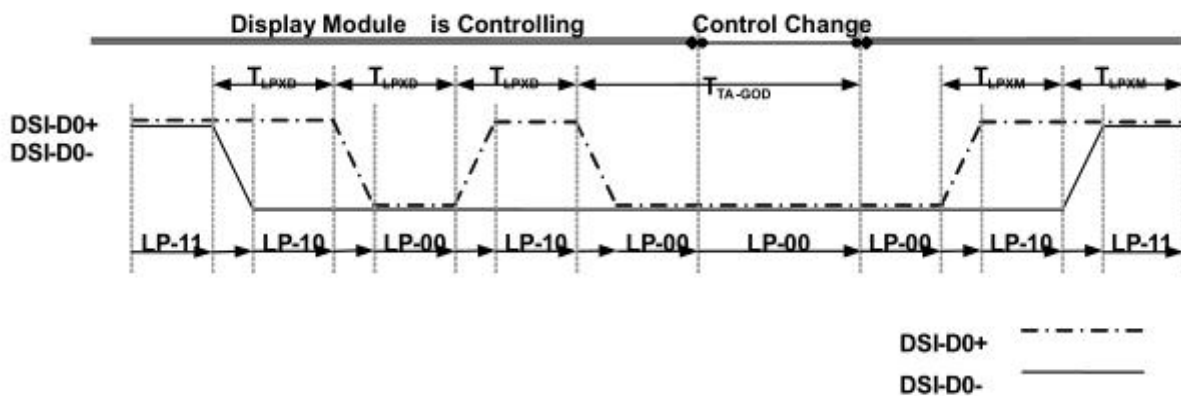 Display Module is Controlling Control Change
TLPXD TLPXD TLPXD TTA-GOD TLPXM TLPXM
DSI-D0+
DSI-D0-
LP-11 LP-10 LP-00 LP-10 LP-00 LP-00 LP-00 LP-10 LP-11
DSI-D0+
DSI-D0-